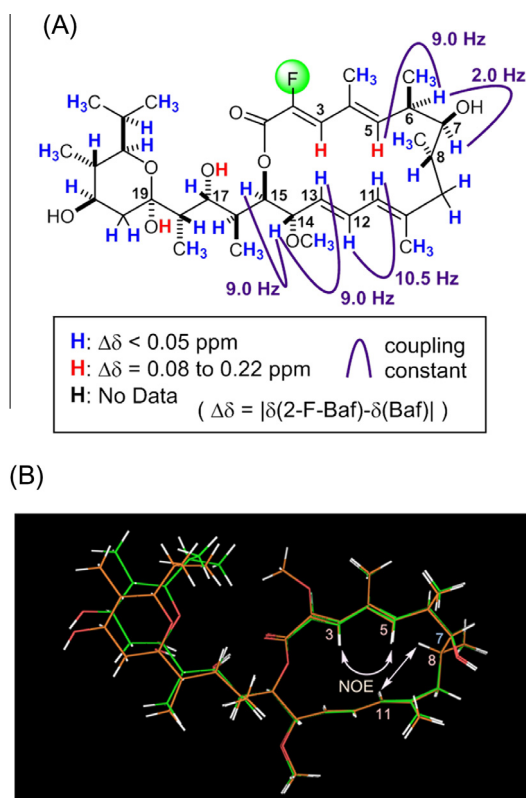 (A)
9.0 Hz
F
CH3
CH3
H3C
CH3
2.0 Hz
3
5
6
H
OH
O
7
H
H
H3C
8
H
H3C
H
H
O
OH
O
H
H3C
19
17
15
13
11
H
HO
OH
H
H
H
14
12
H
H
H
H
H
OCH3
H
CH3
H
H
CH3
CH3
10.5 Hz
9.0 Hz
9.0 Hz
H: Δδ < 0.05 ppm
H: Δδ = 0.08 to 0.22 ppm
H: No Data
coupling
constant
( Δδ = |δ(2-F-Baf)-δ(Baf)| )
(B)
3
5
7
8
NOE
11